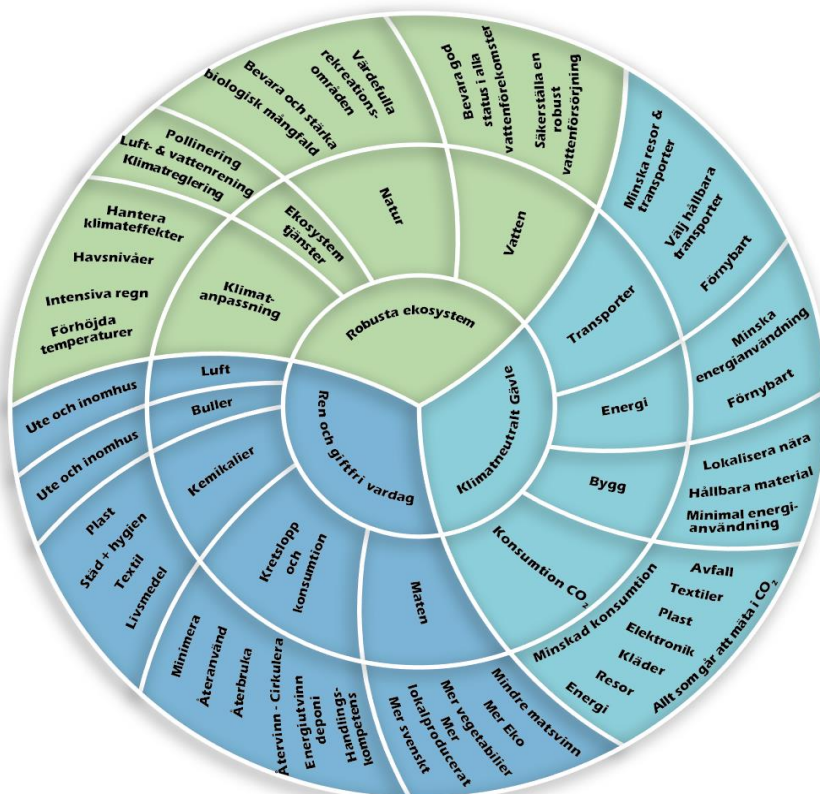 Robusta ekosystem
Klimat-
anpassning
Hantera
klimateffekter
Havsnivåer
Intensiva regn
Förhöjda
temperaturer
Ekosystem
tjänster
Pollinering
Luft- & vattenrening
Klimatreglering
Natur
Bevara och stärka
biologisk mångfald
Värdefulla
rekreations-
områden
Vatten
Bevara god
status i alla
vattenförekomster
Säkerställa en
robust
vattenförsörjning
Klimatneutralt Gävle
Transporter
Minska resor &
transporter
Välj hållbara
transporter
Förnybart
Energi
Minska
energianvändning
Förnybart
Bygg
Lokalisera nära
Hållbara material
Minimal energi-
användning
Konsumtion CO₂
Minskad konsumtion
Avfall
Textiler
Plast
Elektronik
Kläder
Resor
Energi
Allt som går att mäta i CO₂
Ren och giftfri vardag
Maten
Mindre matsvinn
Mer Eko
Mer vegetabilier
Mer
lokalproducerat
Mer svenskt
Kretslopp
och
konsumtion
Minimera
Återanvänd
Återbruka
Återvinn - Cirkulera
Energiutvinn
deponi
Handlings-
kompetens
Kemikalier
Plast
Städ + hygien
Textil
Livsmedel
Buller
Ute och inomhus
Luft
Ute och inomhus